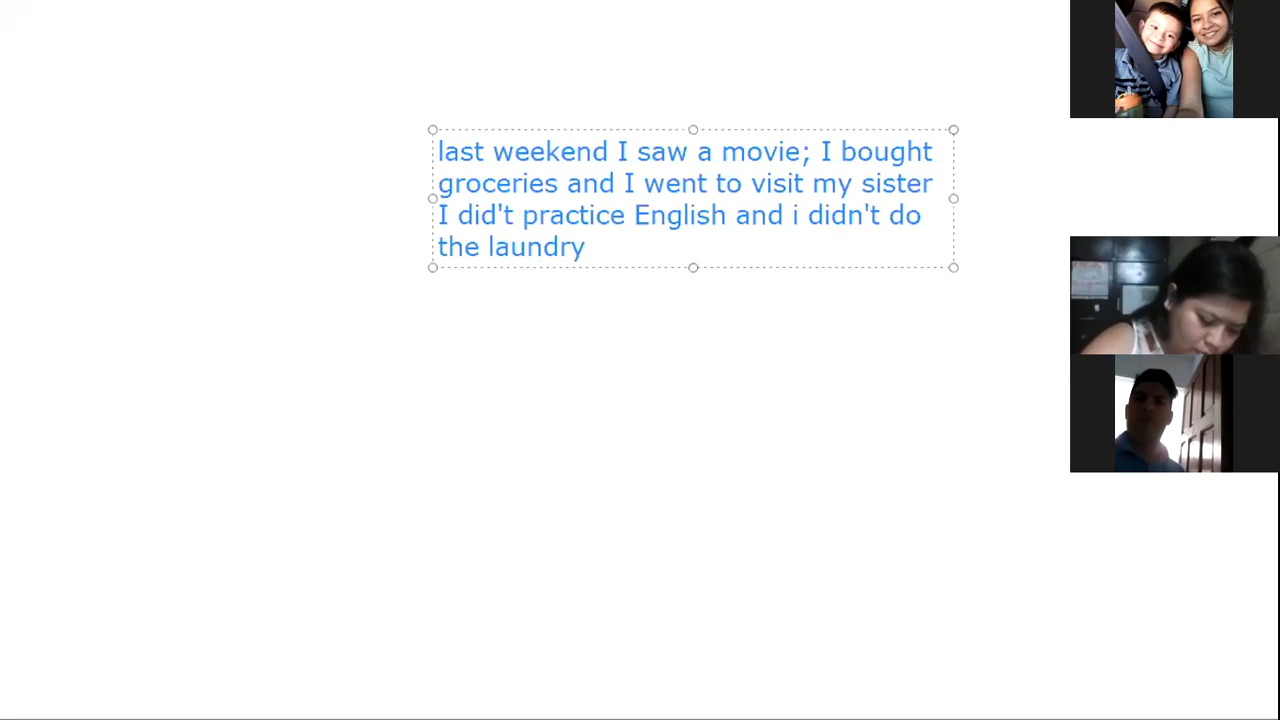 last weekend I saw a movie; I bought
groceries and I went to visit my sister
I did't practice English and i didn't do
the laundry